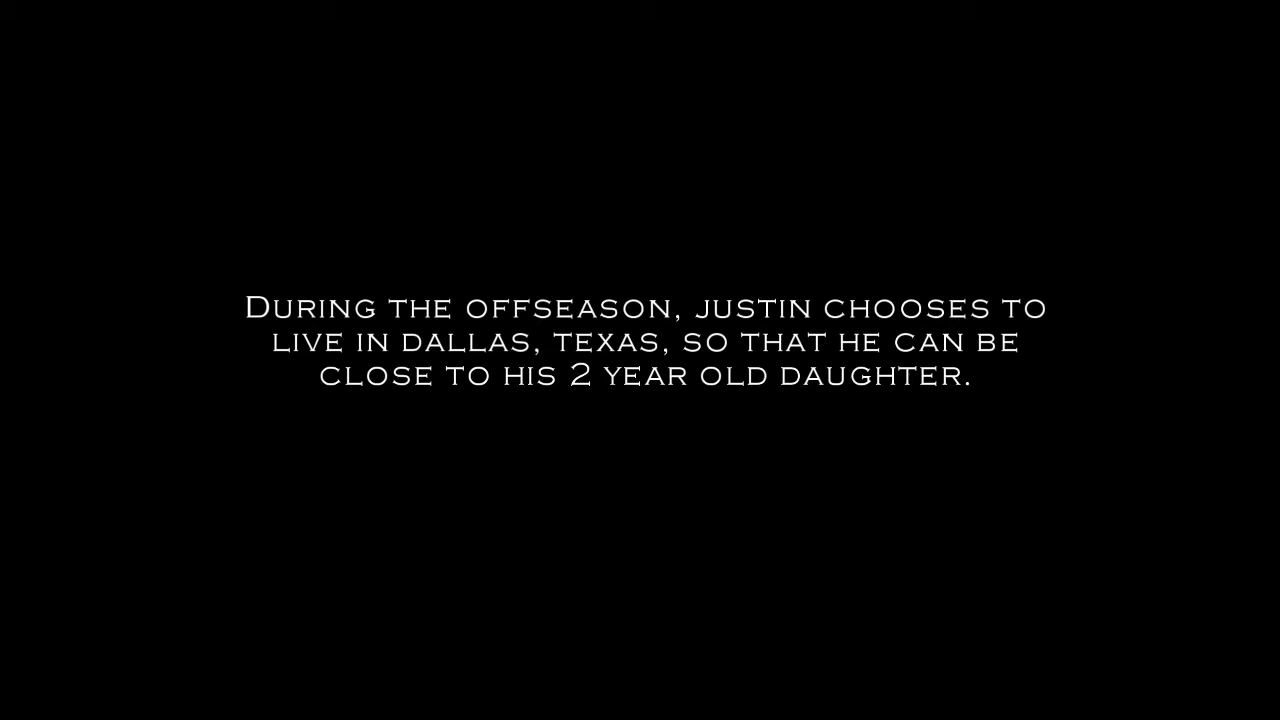 During the offseason, justin chooses to
live in dallas, texas, so that he can be
close to his 2 year old daughter.